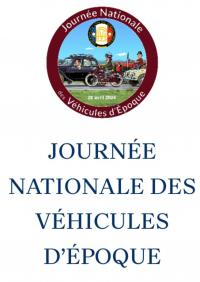 Journée Nationale
des Véhicules d'Époque
28 avril 2024
JOURNÉE
NATIONALE DES
VÉHICULES
D'ÉPOQUE